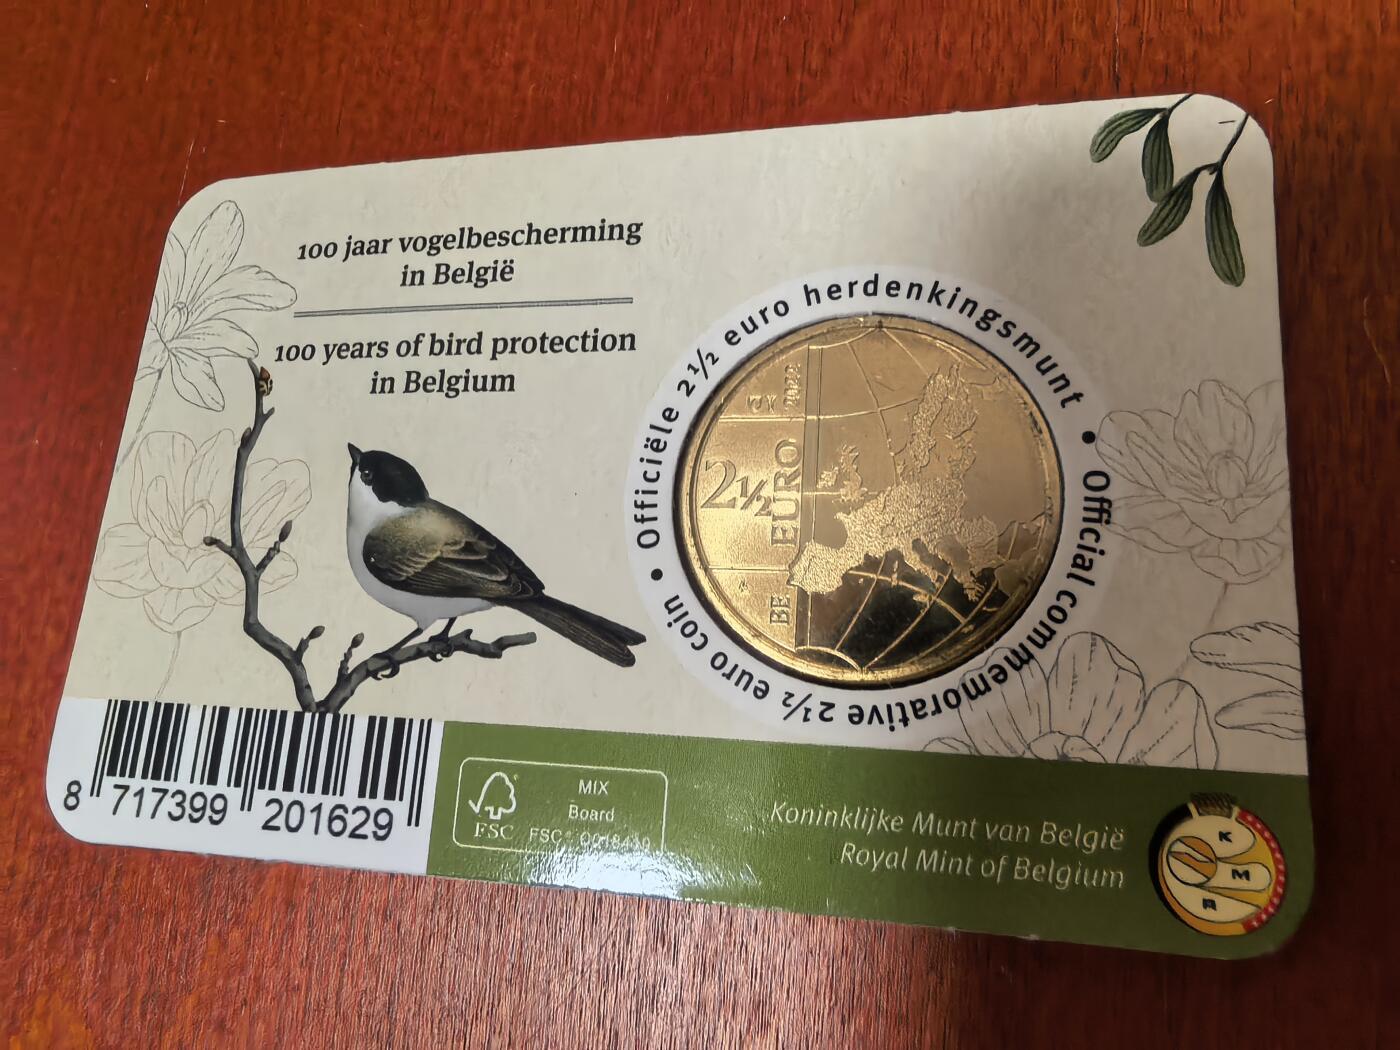 100 jaar vogelbescherming
in België
100 years of bird protection
in Belgium
Officiële 2½ euro herdenkingsmunt • Official commemorative 2½ euro coin •
2½
EURO
BE
2022
8 717399 201629
MIX
Board
FSC
Koninklijke Munt van België
Royal Mint of Belgium
K
M
B